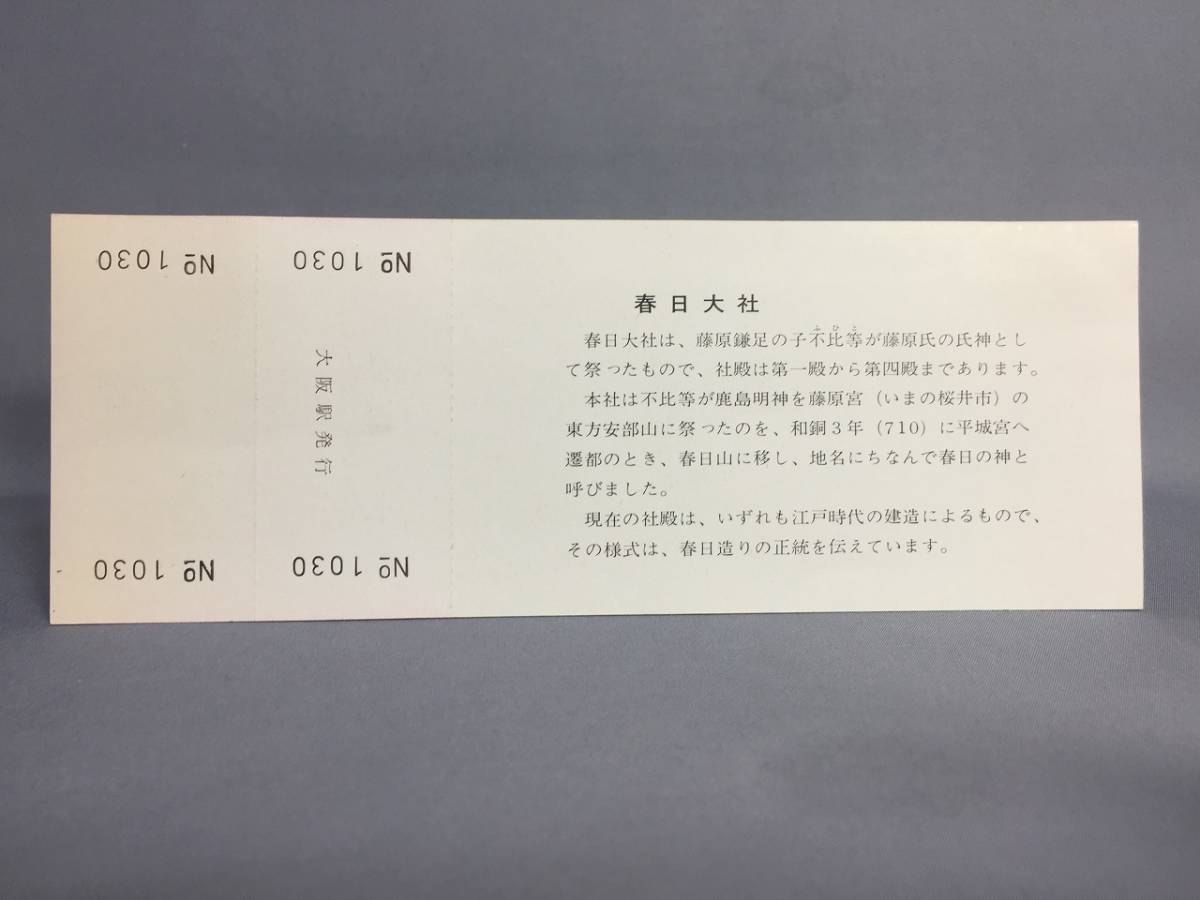 № 1030
№ 1030
大阪駅発行
№ 1030
№ 1030
春日大社
ふひと
春日大社は、藤原鎌足の子不比等が藤原氏の氏神とし
て祭ったもので、社殿は第一殿から第四殿まであります。
本社は不比等が鹿島明神を藤原宮（いまの桜井市）の
東方安部山に祭ったのを、和銅3年（710）に平城宮へ
遷都のとき、春日山に移し、地名にちなんで春日の神と
呼びました。
現在の社殿は、いずれも江戸時代の建造によるもので、
その様式は、春日造りの正統を伝えています。